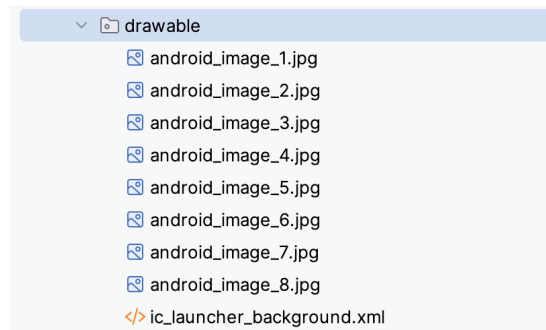 drawable
android_image_1.jpg
android_image_2.jpg
android_image_3.jpg
android_image_4.jpg
android_image_5.jpg
android_image_6.jpg
android_image_7.jpg
android_image_8.jpg
</> ic_launcher_background.xml